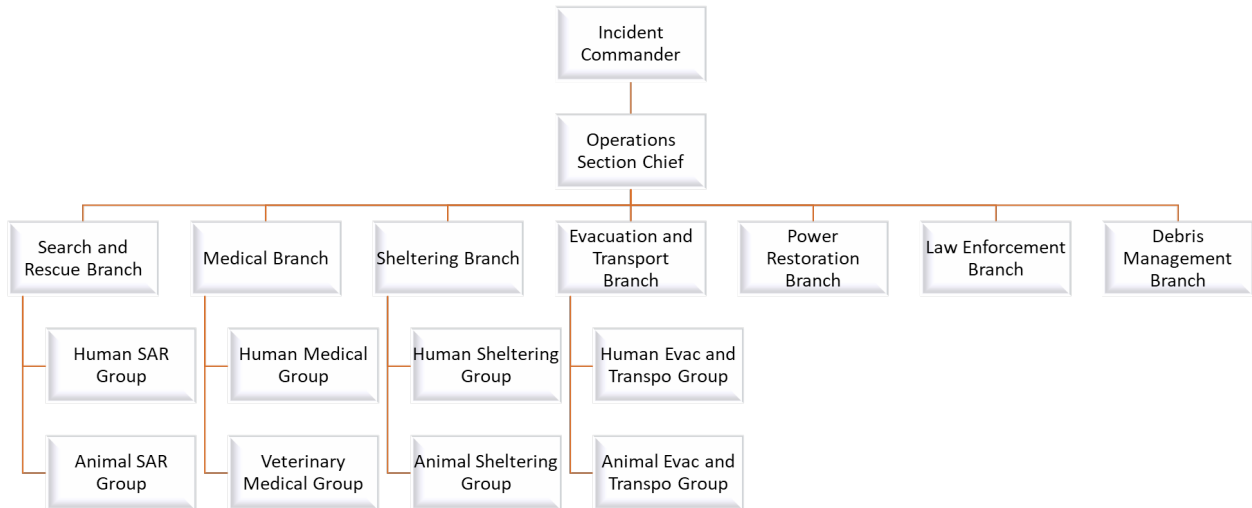 Incident
Commander
Operations
Section Chief
Search and
Rescue Branch
Medical Branch
Sheltering Branch
Evacuation and
Transport
Branch
Power
Restoration
Branch
Law Enforcement
Branch
Debris
Management
Branch
Human SAR
Group
Human Medical
Group
Human Sheltering
Group
Human Evac and
Transpo Group
Animal SAR
Group
Veterinary
Medical Group
Animal Sheltering
Group
Animal Evac and
Transpo Group